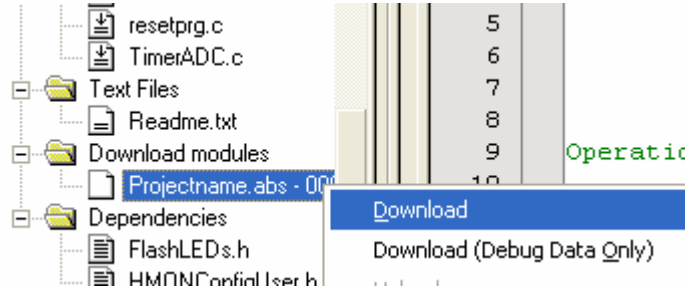 resetprg.c
TimerADC.c
Text Files
Readme.txt
Download modules
Projectname.abs - 00
Dependencies
FlashLEDs.h
HMONConfigUser.h
5
6
7
8
9
10
Operatio
Download
Download (Debug Data Only)